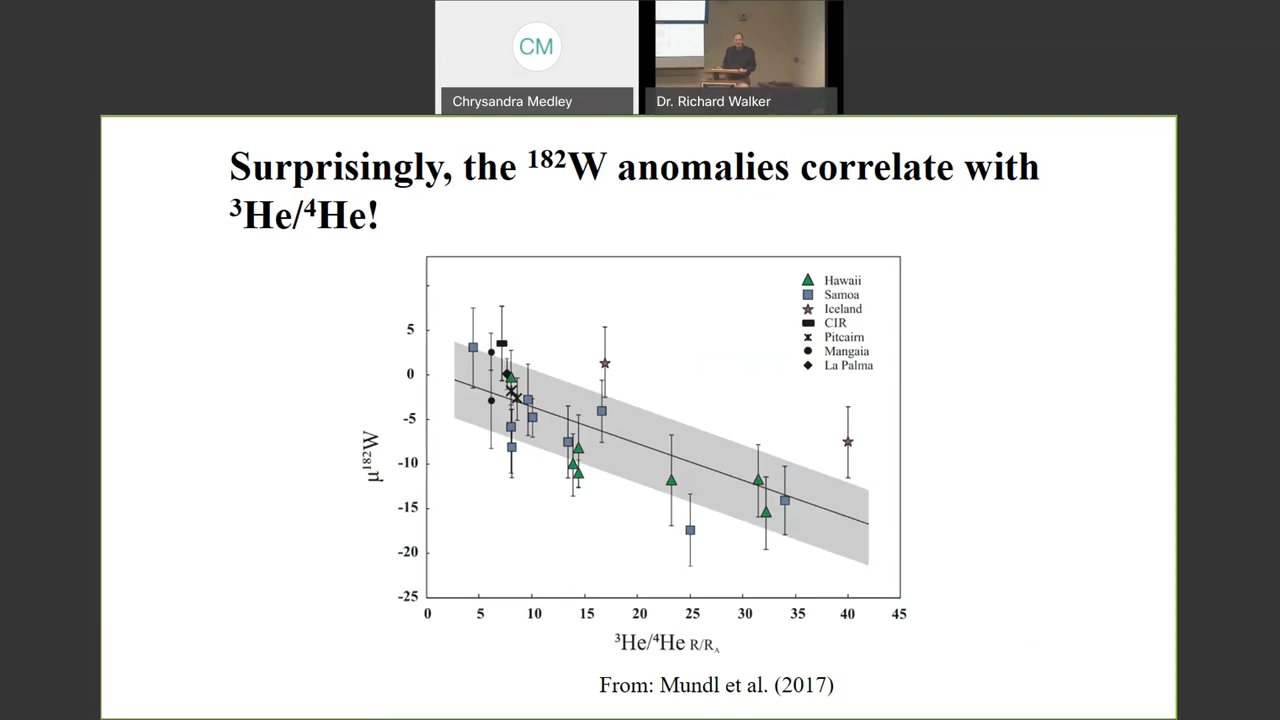 CM
Chrysandra Medley
Dr. Richard Walker
Surprisingly, the ¹⁸²W anomalies correlate with
³He/⁴He!
Hawaii
Samoa
Iceland
CIR
Pitcairn
Mangaia
La Palma
5
0
-5
-10
-15
-20
-25
μ¹⁸²W
0 5 10 15 20 25 30 35 40 45
³He/⁴He R/R_A
From: Mundl et al. (2017)